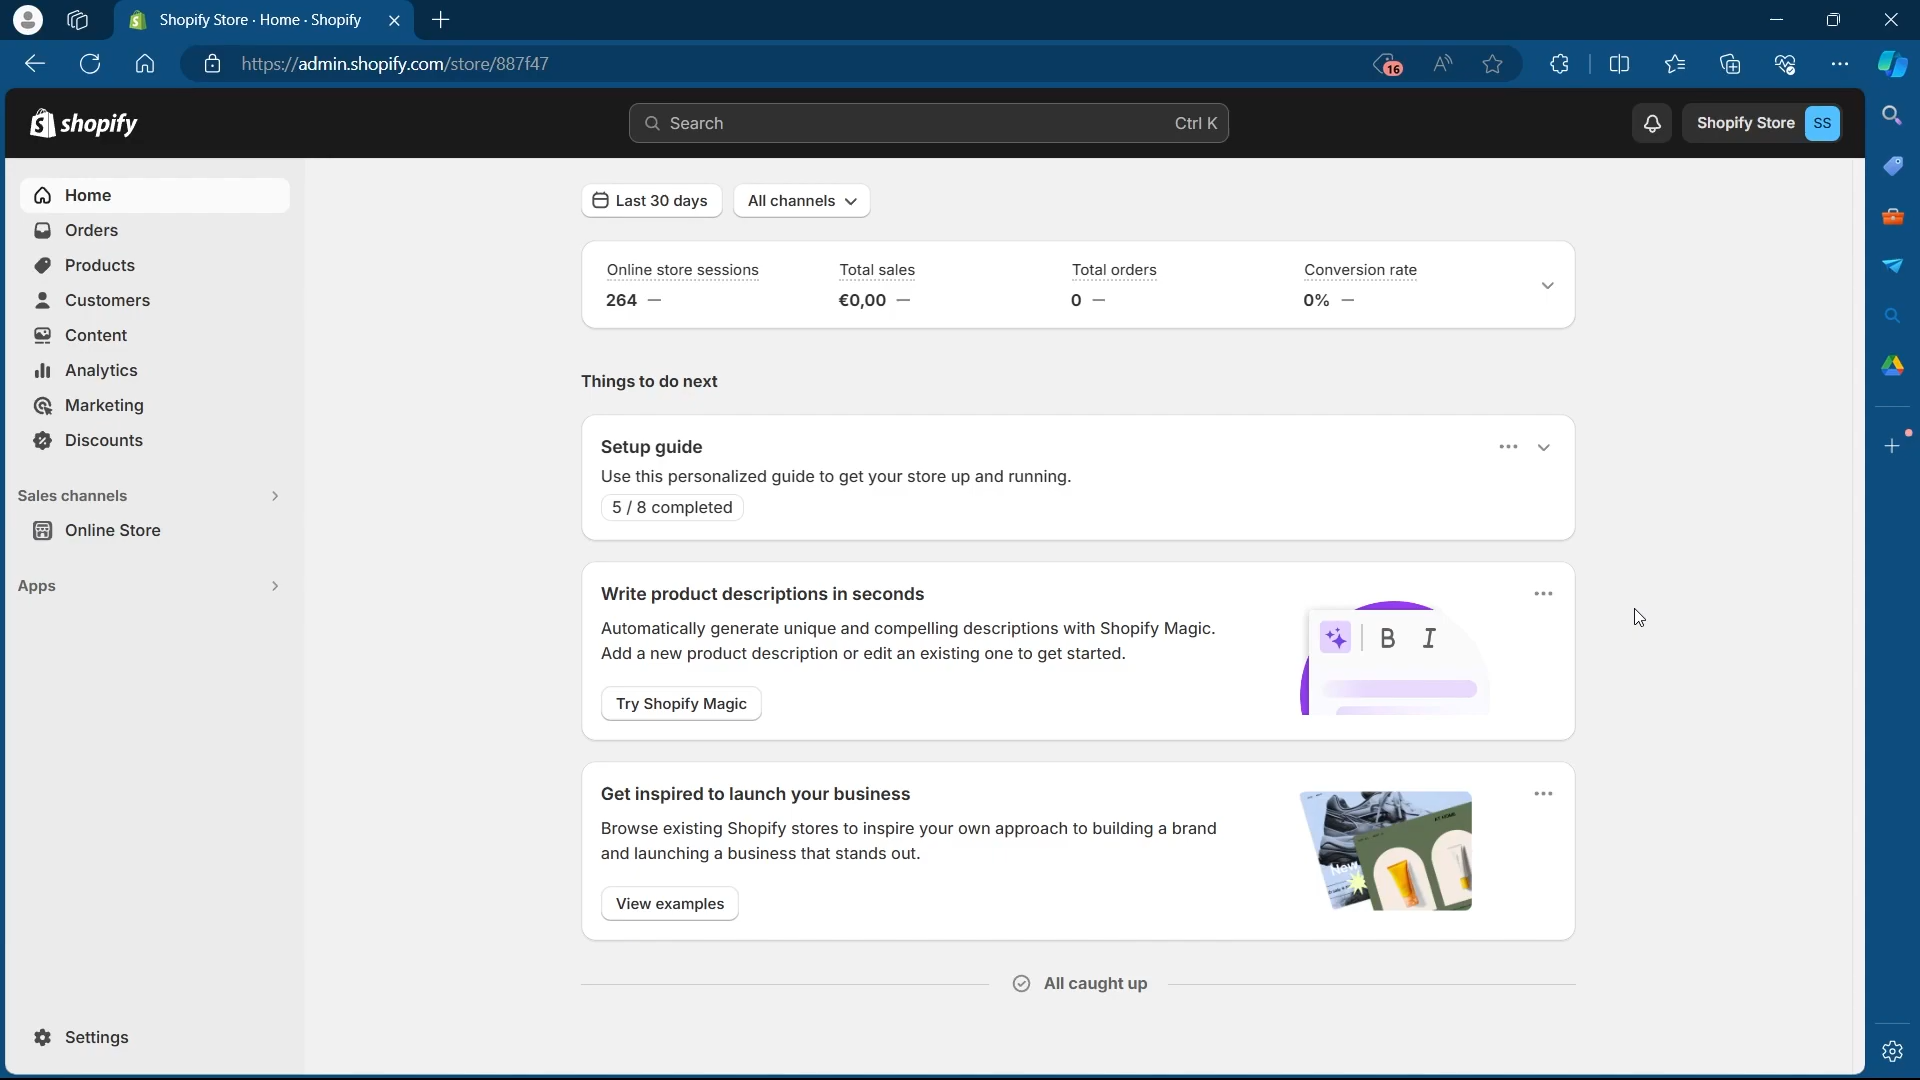 Shopify Store · Home · Shopify
https://admin.shopify.com/store/887f47
16
shopify
Search
Ctrl K
Shopify Store
SS
Home
Orders
Products
Customers
Content
Analytics
Marketing
Discounts
Sales channels
Online Store
Apps
Settings
Last 30 days
All channels
Online store sessions
264 —
Total sales
€0,00 —
Total orders
0 —
Conversion rate
0% —
Things to do next
Setup guide
Use this personalized guide to get your store up and running.
5 / 8 completed
Write product descriptions in seconds
Automatically generate unique and compelling descriptions with Shopify Magic.
Add a new product description or edit an existing one to get started.
Try Shopify Magic
B I
Get inspired to launch your business
Browse existing Shopify stores to inspire your own approach to building a brand
and launching a business that stands out.
View examples
New
All caught up